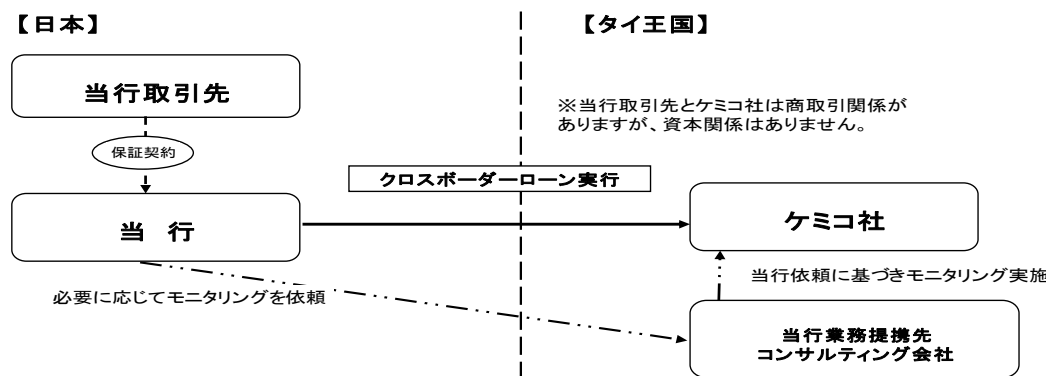 【日本】
【タイ王国】
当行取引先
※当行取引先とケミコ社は商取引関係が
ありますが、資本関係はありません。
保証契約
クロスボーダーローン実行
当 行
ケミコ社
必要に応じてモニタリングを依頼
当行依頼に基づきモニタリング実施
当行業務提携先
コンサルティング会社